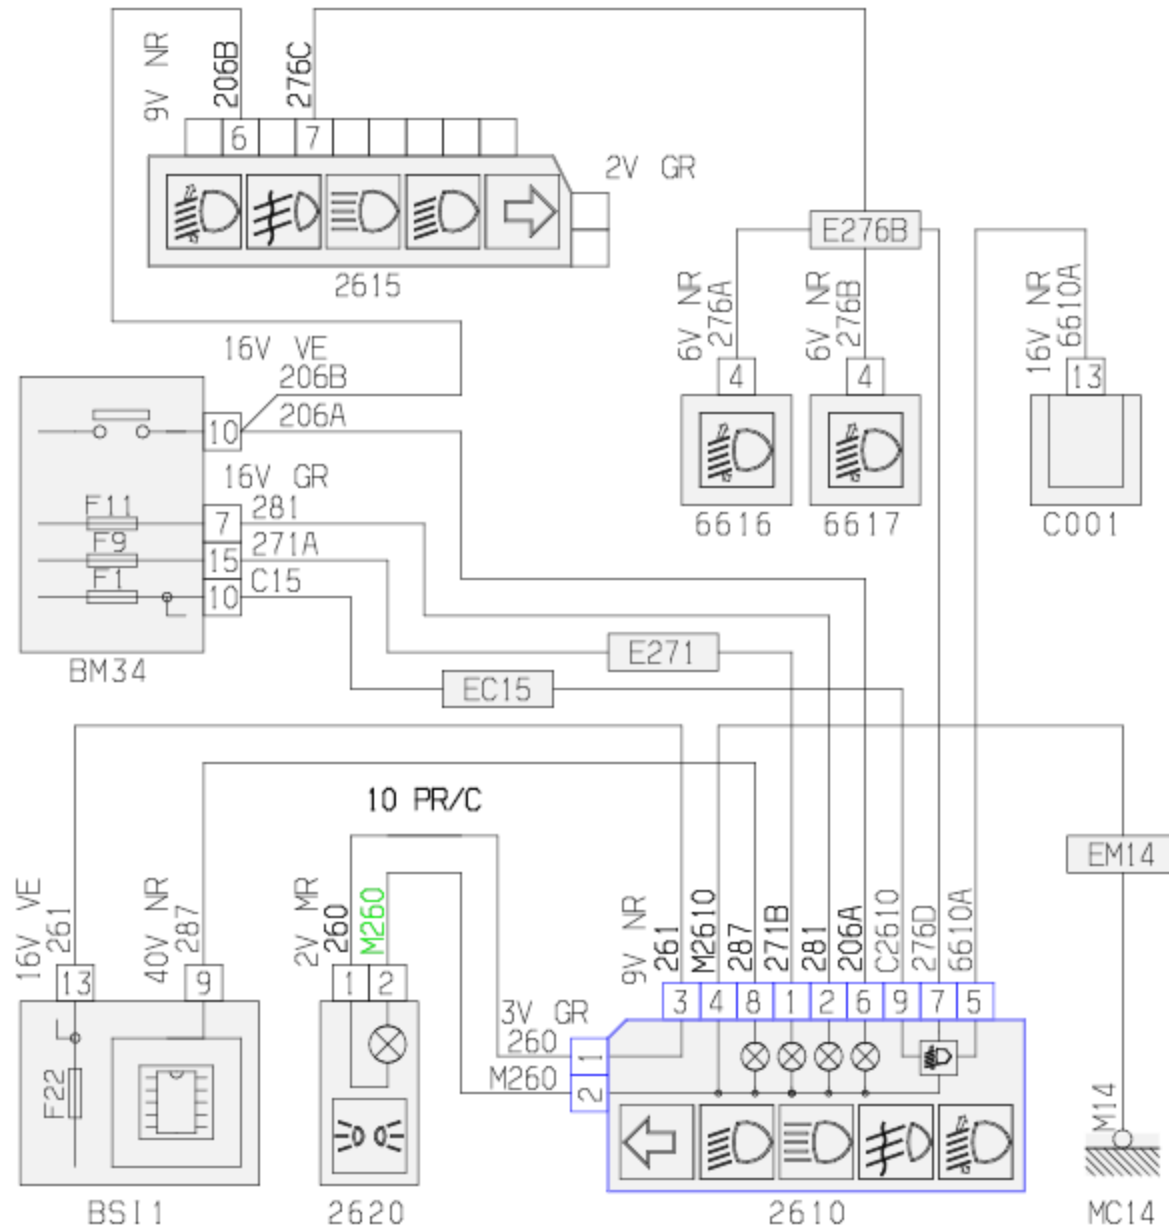 9V NR
206B
276C
6
7
2V GR
2615
E276B
6V NR
276A
6V NR
276B
16V NR
6610A
4
4
13
6616
6617
C001
16V VE
206B
206A
10
16V GR
F11
7
281
F9
15
271A
F1
10
C15
BM34
E271
EC15
10 PR/C
EM14
16V VE
261
40V NR
287
2V MR
260
M260
9V NR
261
M2610
287
271B
281
206A
C2610
276D
6610A
13
9
1
2
3
4
8
1
2
6
9
7
5
3V GR
260
1
M260
2
F22
M14
BSI1
2620
2610
MC14